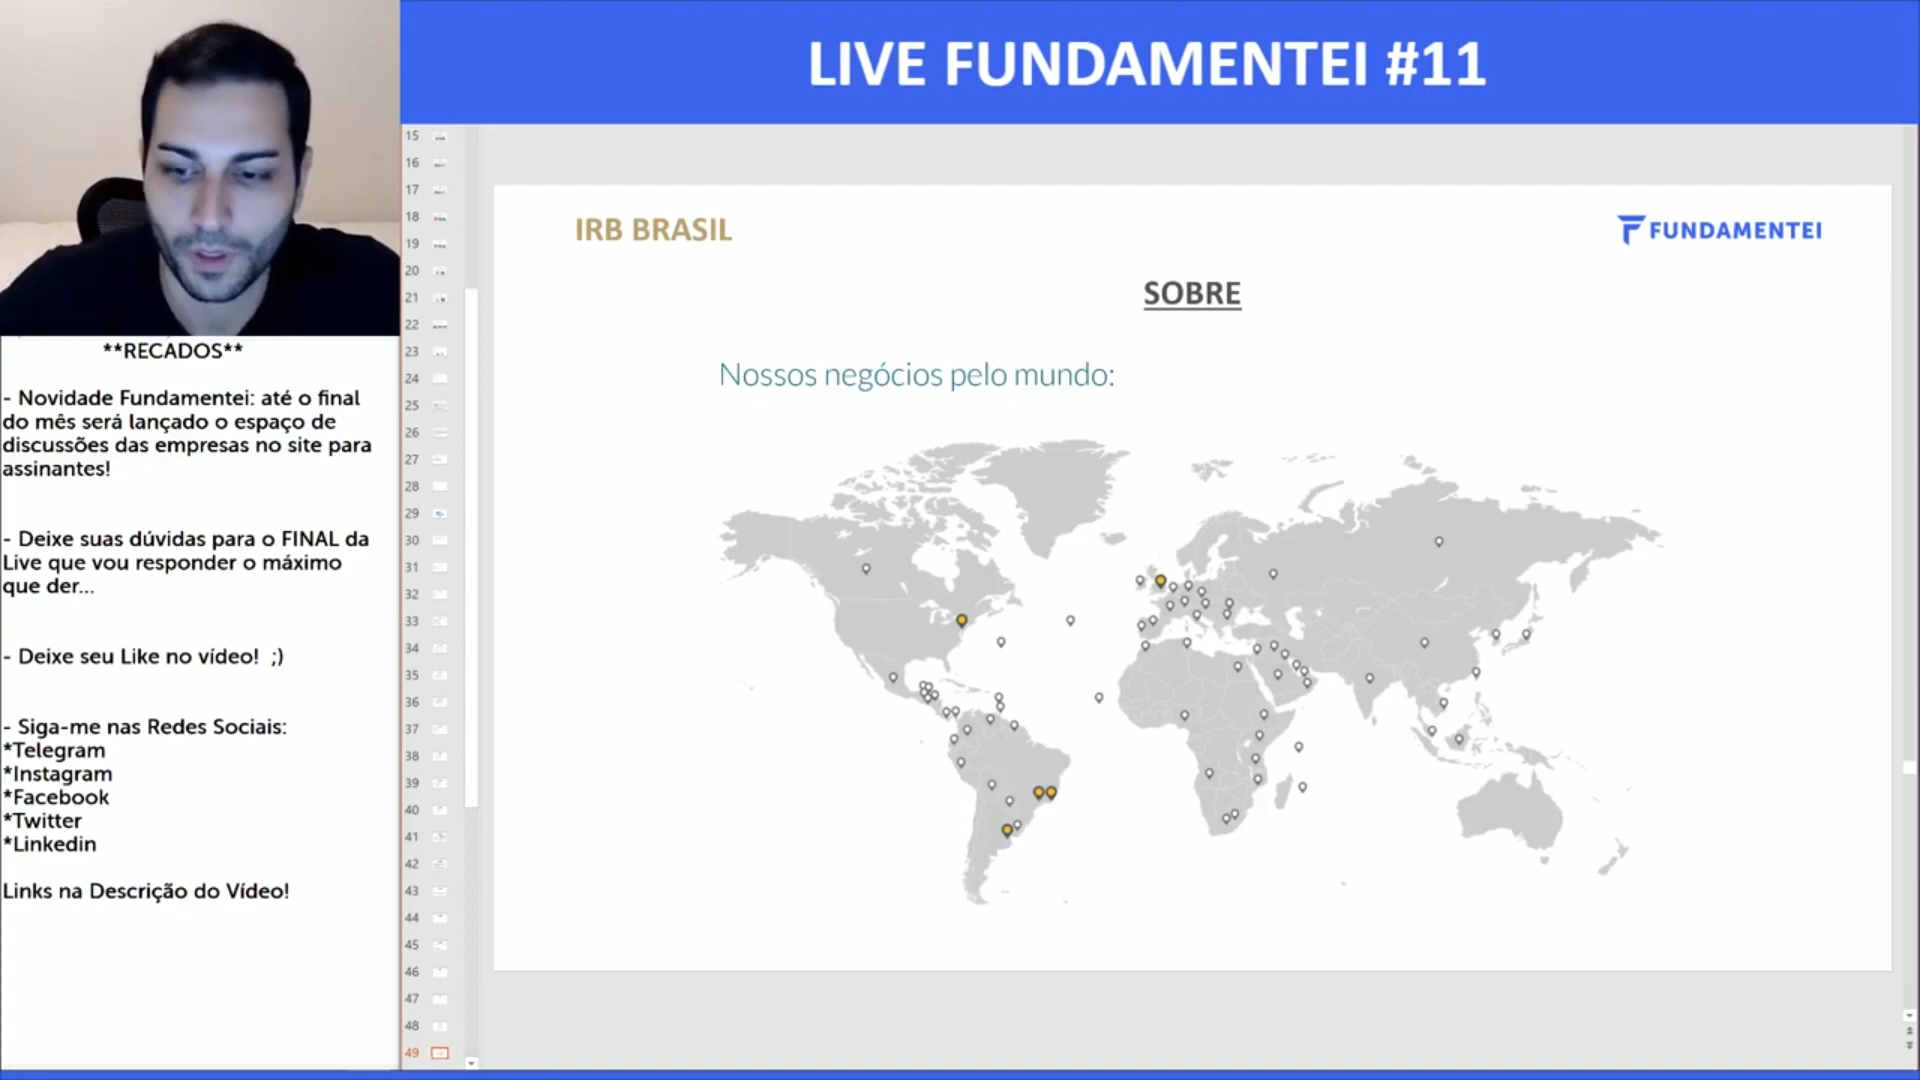 LIVE FUNDAMENTEI #11
**RECADOS**
- Novidade Fundamentei: até o final
do mês será lançado o espaço de
discussões das empresas no site para
assinantes!
- Deixe suas dúvidas para o FINAL da
Live que vou responder o máximo
que der...
- Deixe seu Like no vídeo! ;)
- Siga-me nas Redes Sociais:
*Telegram
*Instagram
*Facebook
*Twitter
*Linkedin
Links na Descrição do Vídeo!
15
16
17
18
19
20
21
22
23
24
25
26
27
28
29
30
31
32
33
34
35
36
37
38
39
40
41
42
43
44
45
46
47
48
49
IRB BRASIL
FUNDAMENTEI
SOBRE
Nossos negócios pelo mundo: